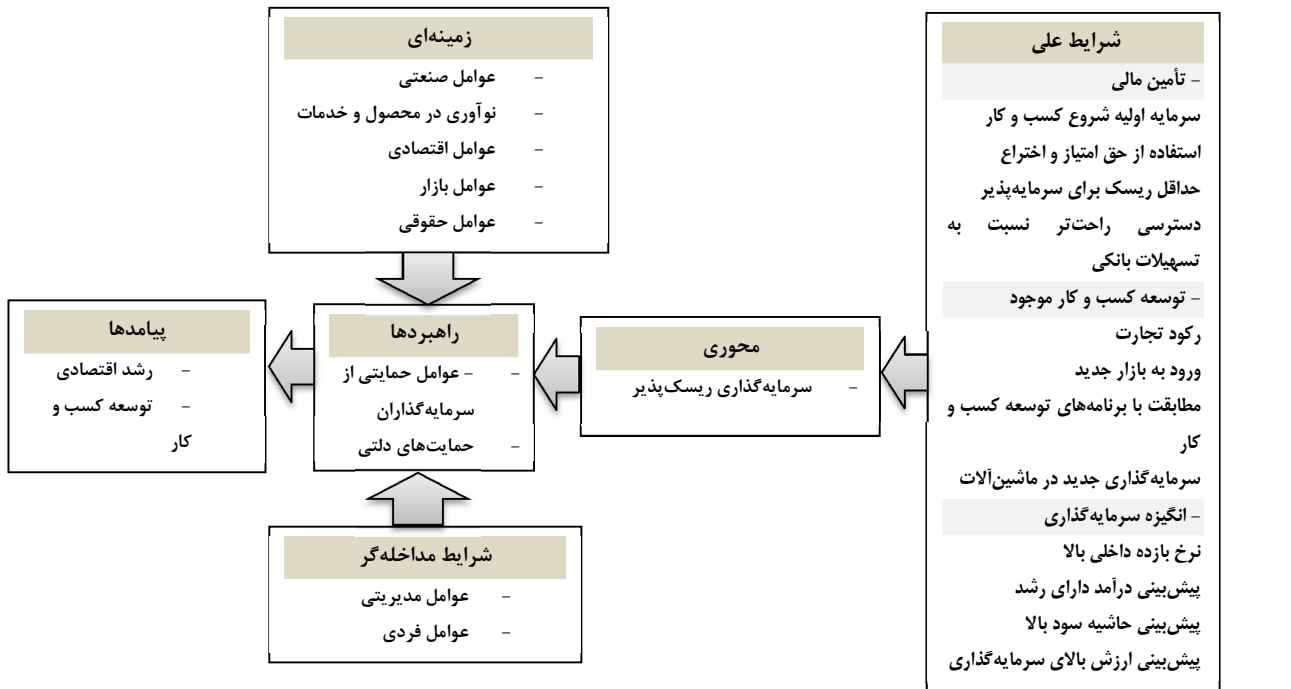 شرایط علی
- تأمین مالی
سرمایه اولیه شروع کسب و کار
استفاده از حق امتیاز و اختراع
حداقل ریسک برای سرمایه‌پذیر
دسترسی راحت‌تر نسبت به
تسهیلات بانکی
- توسعه کسب و کار موجود
رکود تجارت
ورود به بازار جدید
مطابقت با برنامه‌های توسعه کسب و
کار
سرمایه‌گذاری جدید در ماشین‌آلات
- انگیزه سرمایه‌گذاری
نرخ بازده داخلی بالا
پیش‌بینی درآمد دارای رشد
پیش‌بینی حاشیه سود بالا
پیش‌بینی ارزش بالای سرمایه‌گذاری
محوری
- سرمایه‌گذاری ریسک‌پذیر
زمینه‌ای
- عوامل صنعتی
- نوآوری در محصول و خدمات
- عوامل اقتصادی
- عوامل بازار
- عوامل حقوقی
راهبردها
- - عوامل حمایتی از
سرمایه‌گذاران
- حمایت‌های دلتی
شرایط مداخله‌گر
- عوامل مدیریتی
- عوامل فردی
پیامدها
- رشد اقتصادی
- توسعه کسب و
کار